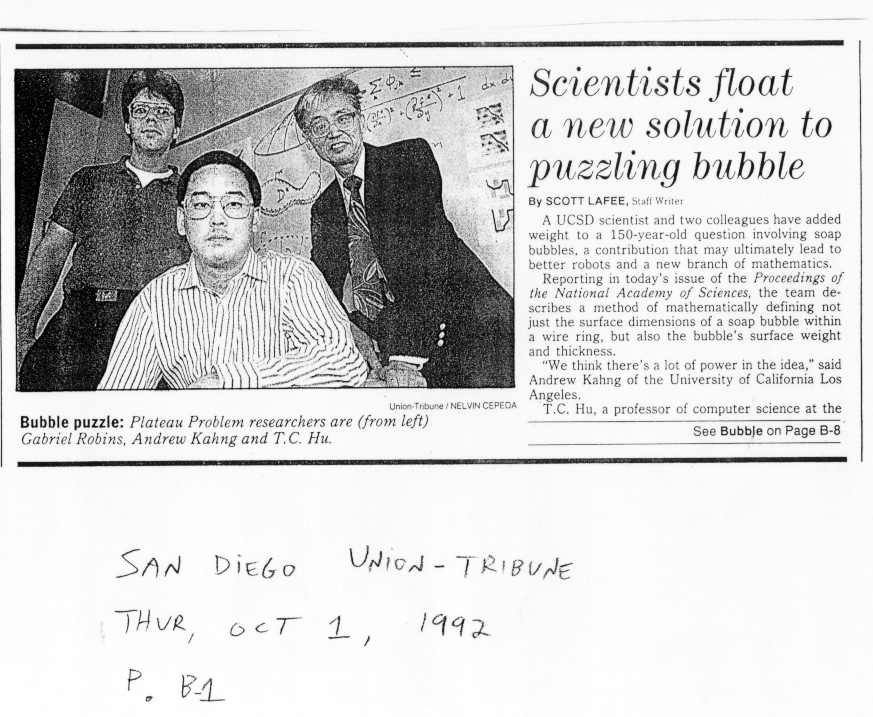 Scientists float
a new solution to
puzzling bubble
By SCOTT LAFEE, Staff Writer
A UCSD scientist and two colleagues have added
weight to a 150-year-old question involving soap
bubbles, a contribution that may ultimately lead to
better robots and a new branch of mathematics.
Reporting in today's issue of the Proceedings of
the National Academy of Sciences, the team de-
scribes a method of mathematically defining not
just the surface dimensions of a soap bubble within
a wire ring, but also the bubble's surface weight
and thickness.
"We think there's a lot of power in the idea," said
Andrew Kahng of the University of California Los
Angeles.
T.C. Hu, a professor of computer science at the
See Bubble on Page B-8
Union-Tribune / NELVIN CEPEDA
Bubble puzzle: Plateau Problem researchers are (from left)
Gabriel Robins, Andrew Kahng and T.C. Hu.
SAN DIEGO UNION-TRIBUNE
THUR, OCT 1, 1992
P. B-1